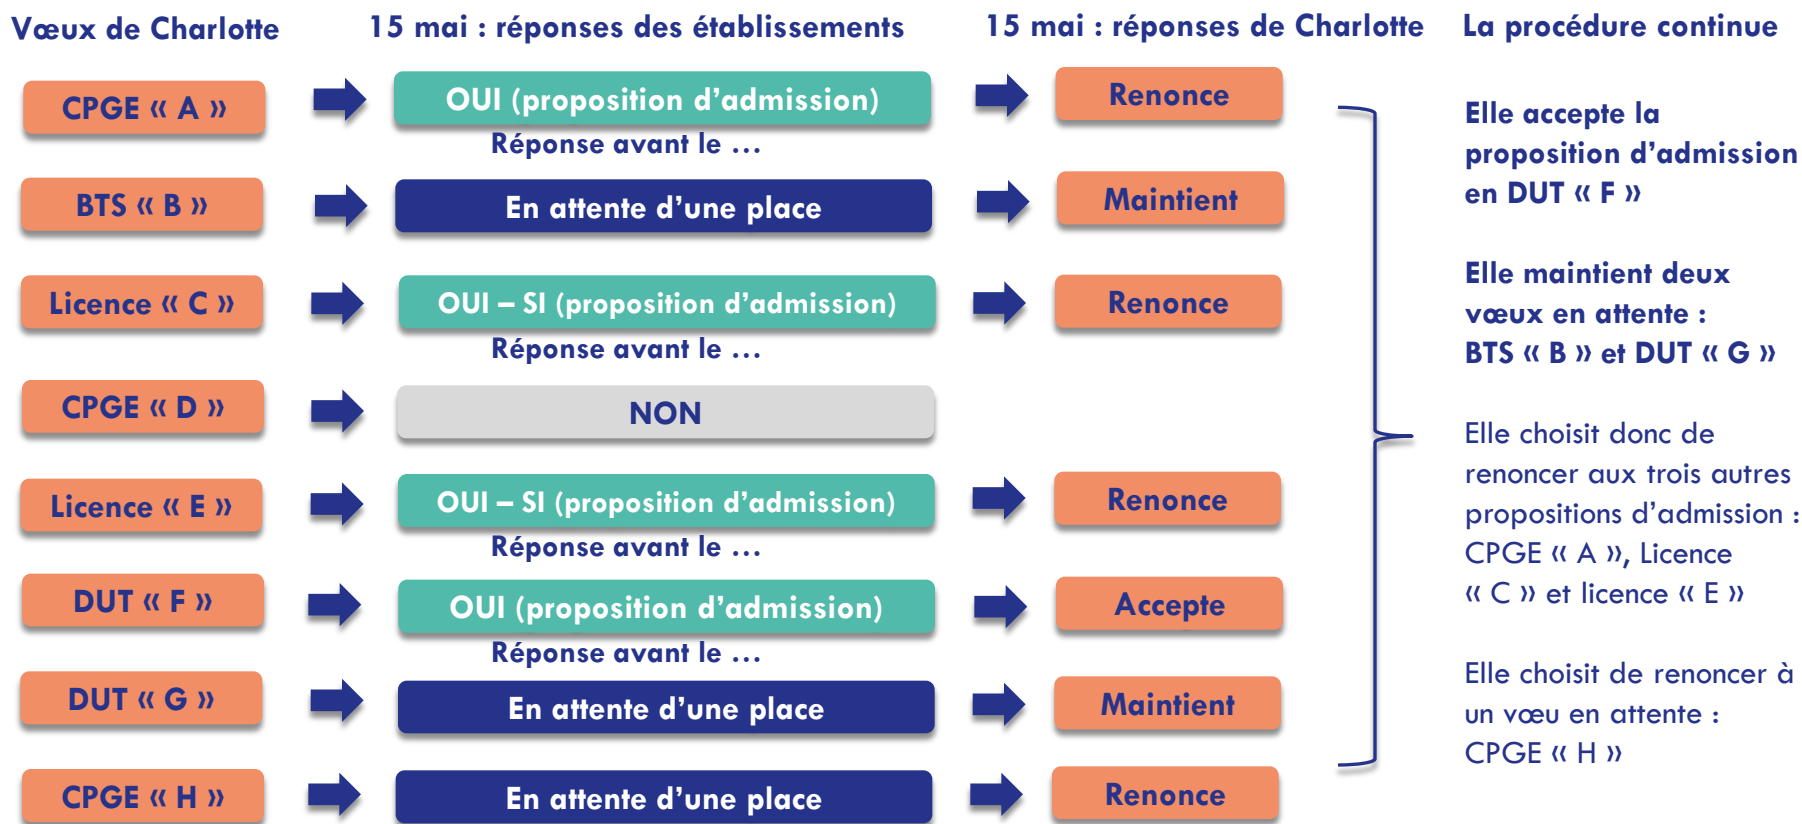 Vœux de Charlotte
15 mai : réponses des établissements
15 mai : réponses de Charlotte
La procédure continue
CPGE « A »
OUI (proposition d’admission)
Réponse avant le …
Renonce
BTS « B »
En attente d’une place
Maintient
Licence « C »
OUI – SI (proposition d’admission)
Réponse avant le …
Renonce
CPGE « D »
NON
Licence « E »
OUI – SI (proposition d’admission)
Réponse avant le …
Renonce
DUT « F »
OUI (proposition d’admission)
Réponse avant le …
Accepte
DUT « G »
En attente d’une place
Maintient
CPGE « H »
En attente d’une place
Renonce
Elle accepte la
proposition d’admission
en DUT « F »
Elle maintient deux
vœux en attente :
BTS « B » et DUT « G »
Elle choisit donc de
renoncer aux trois autres
propositions d’admission :
CPGE « A », Licence
« C » et licence « E »
Elle choisit de renoncer à
un vœu en attente :
CPGE « H »